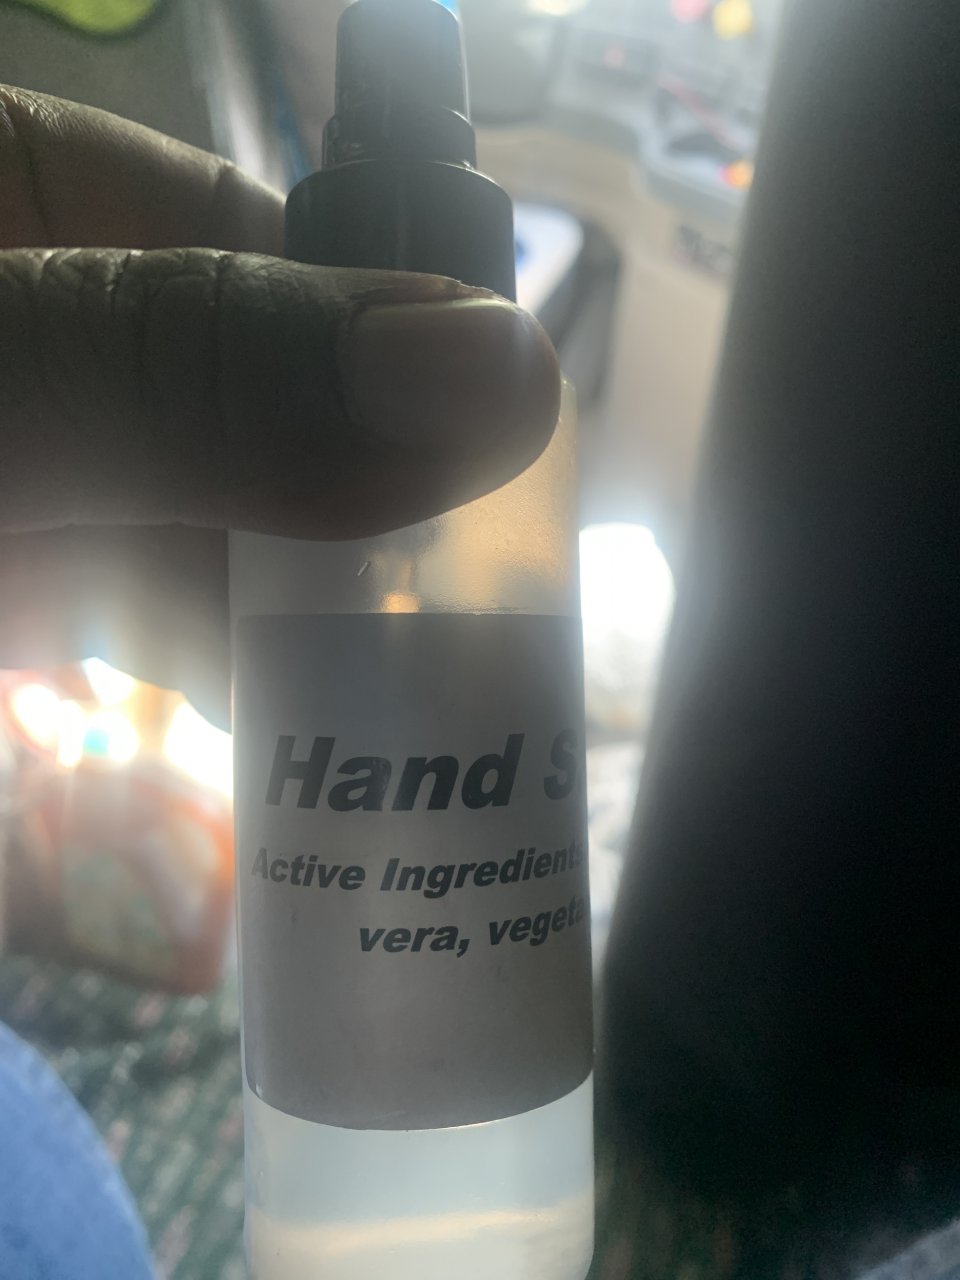 Hand S
Active Ingredients
vera, vegeta